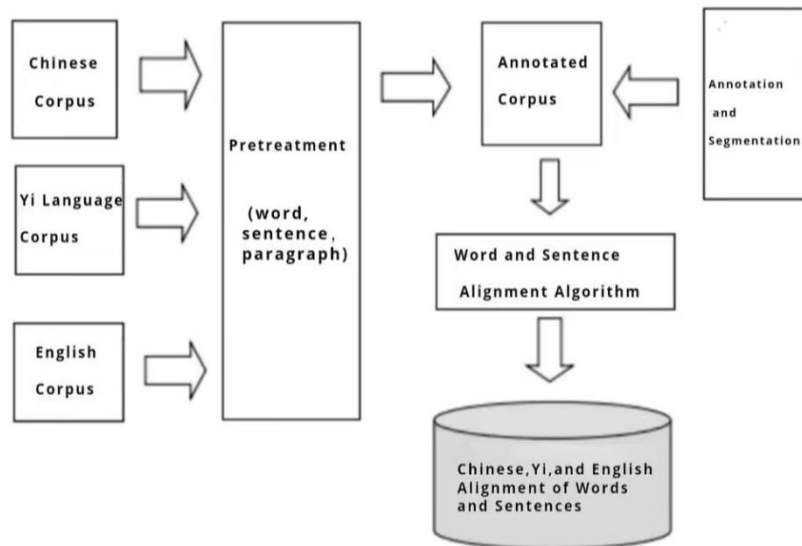 Chinese
Corpus
Yi Language
Corpus
English
Corpus
Pretreatment
(word,
sentence,
paragraph)
Annotated
Corpus
Annotation
and
Segmentation
Word and Sentence
Alignment Algorithm
Chinese,Yi,and English
Alignment of Words
and Sentences